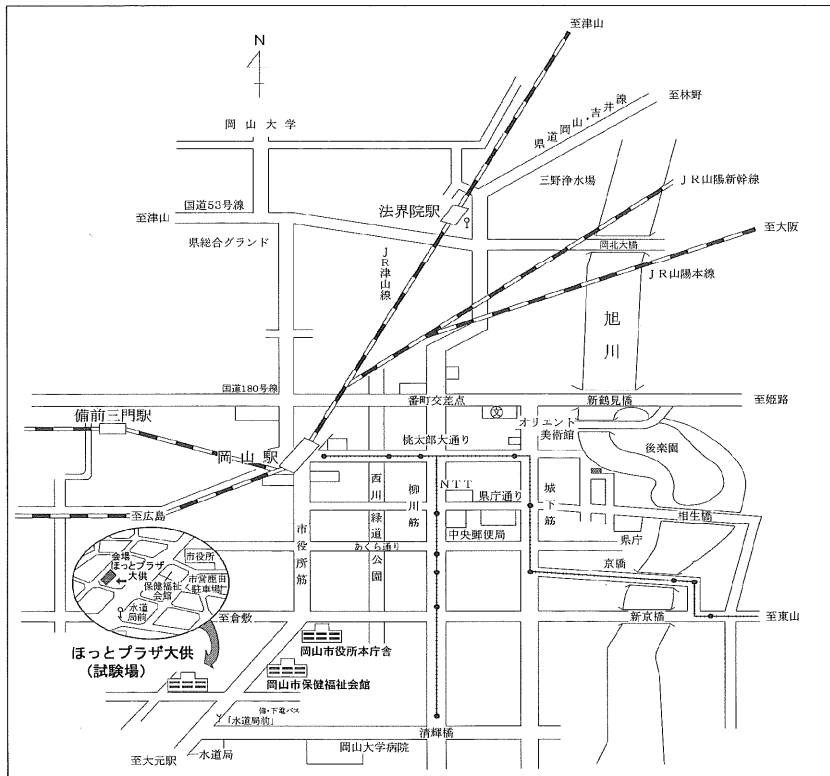 至津山
N
至林野
県道岡山・吉井線
岡山大学
三野浄水場
JR山陽新幹線
国道53号線
法界院駅
至津山
至大阪
県総合グランド
岡北大橋
JR津山線
JR山陽本線
旭川
国道180号線
番町交差点
新鶴見橋
至姫路
備前三門駅
文
オリエント
美術館
桃太郎大通り
岡山駅
後楽園
西川緑道公園
柳川筋
NTT
県庁通り
城下筋
至広島
相生橋
市役所筋
中央郵便局
県庁
あくら通り
京橋
会場
ほっとプラザ
大供
市役所
保健福祉
会館
市営鹿田
駐車場
水道
局前
至倉敷
新京橋
至東山
ほっとプラザ大供
(試験場)
岡山市役所本庁舎
岡山市保健福祉会館
「水道局前」
清輝橋
岡山大学病院
水道局
至大元駅